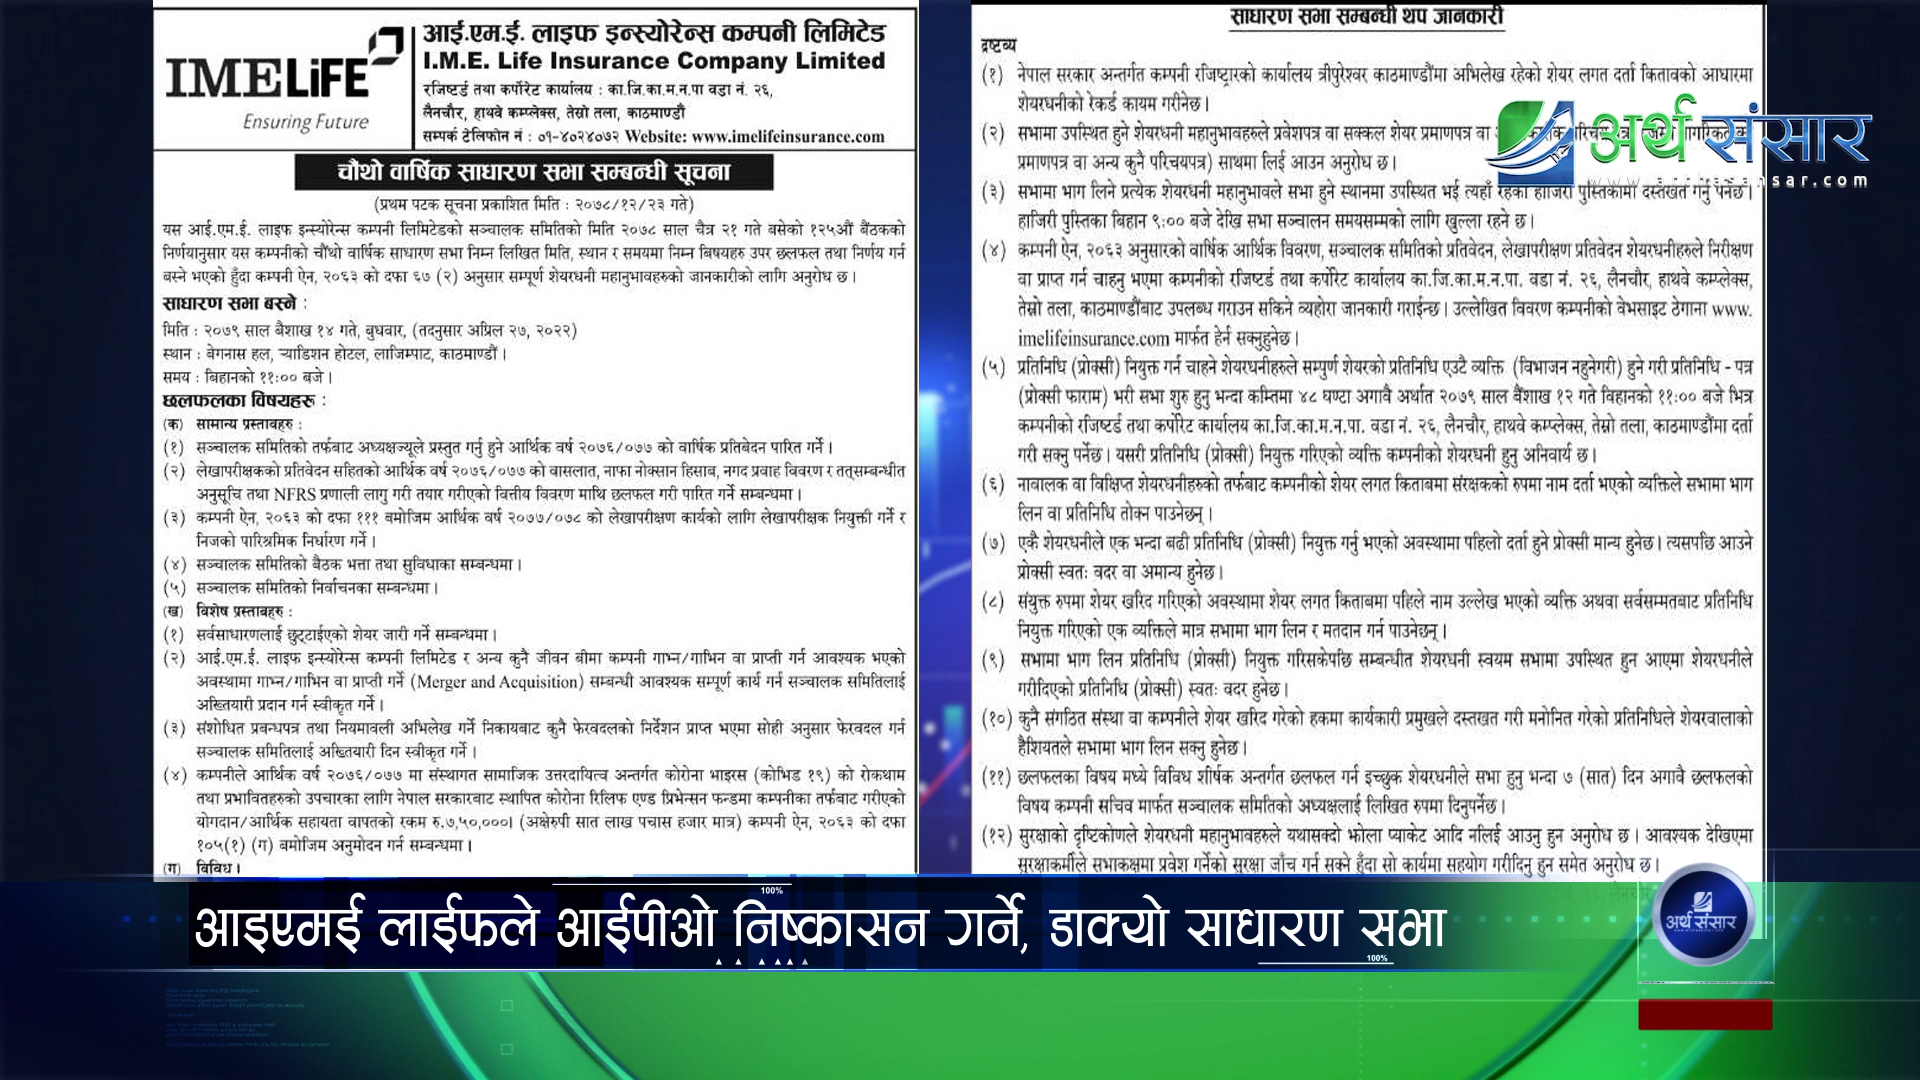 IME LiFE
Ensuring Future
आई.एम.ई. लाइफ इन्स्योरेन्स कम्पनी लिमिटेड
I.M.E. Life Insurance Company Limited
रजिष्टर्ड तथा कर्पोरेट कार्यालय : का.जि.का.म.न.पा वडा नं. २६,
लैनचौर, हाथवे कम्प्लेक्स, तेस्रो तला, काठमाण्डौ
सम्पर्क टेलिफोन नं : ०१-४०२४०७२ Website: www.imelifeinsurance.com
चौंथो वार्षिक साधारण सभा सम्बन्धी सूचना
(प्रथम पटक सूचना प्रकाशित मिति : २०७८/१२/२३ गते)
यस आई.एम.ई. लाइफ इन्स्योरेन्स कम्पनी लिमिटेडको सञ्चालक समितिको मिति २०७८ साल चैत्र २१ गते बसेको १२५औं बैंठकको
निर्णयानुसार यस कम्पनीको चौंथो वार्षिक साधारण सभा निम्न लिखित मिति, स्थान र समयमा निम्न बिषयहरु उपर छलफल तथा निर्णय गर्न
बस्ने भएको हुँदा कम्पनी ऐन, २०६३ को दफा ६७ (२) अनुसार सम्पूर्ण शेयरधनी महानुभावहरुको जानकारीको लागि अनुरोध छ ।
साधारण सभा बस्ने :
मिति : २०७९ साल बैशाख १४ गते, बुधवार, (तदनुसार अप्रिल २७, २०२२)
स्थान : बेगनास हल, र्‍याडिशन होटल, लाजिम्पाट, काठमाण्डौं ।
समय : बिहानको ११:०० बजे ।
छलफलका विषयहरू :
(क) सामान्य प्रस्तावहरु :
(१) सञ्चालक समितिको तर्फबाट अध्यक्षज्यूले प्रस्तुत गर्नु हुने आर्थिक वर्ष २०७६/०७७ को वार्षिक प्रतिबेदन पारित गर्ने ।
(२) लेखापरीक्षकको प्रतिवेदन सहितको आर्थिक वर्ष २०७६/०७७ को वासलात, नाफा नोक्सान हिसाब, नगद प्रवाह विवरण र तत्सम्बन्धीत
अनुसूचि तथा NFRS प्रणाली लागु गरी तयार गरीएको वित्तीय विवरण माथि छलफल गरी पारित गर्ने सम्बन्धमा ।
(३) कम्पनी ऐन, २०६३ को दफा १११ बमोजिम आर्थिक वर्ष २०७७/०७८ को लेखापरीक्षण कार्यको लागि लेखापरीक्षक नियुक्ती गर्ने र
निजको पारिश्रमिक निर्धारण गर्ने ।
(४) सञ्चालक समितिको बैठक भत्ता तथा सुविधाका सम्बन्धमा ।
(५) सञ्चालक समितिको निर्वाचनका सम्बन्धमा ।
(ख) विशेष प्रस्ताबहरु :
(१) सर्वसाधारणलाई छुट्टाईएको शेयर जारी गर्ने सम्बन्धमा ।
(२) आई.एम.ई. लाइफ इन्स्योरेन्स कम्पनी लिमिटेड र अन्य कुनै जीवन बीमा कम्पनी गाभ्न/गाभिन वा प्राप्ती गर्न आवश्यक भएको
अवस्थामा गाभ्न/गाभिन वा प्राप्ती गर्ने (Merger and Acquisition) सम्बन्धी आवश्यक सम्पूर्ण कार्य गर्न सञ्चालक समितिलाई
अख्तियारी प्रदान गर्न स्वीकृत गर्ने ।
(३) संशोधित प्रबन्धपत्र तथा नियमावली अभिलेख गर्ने निकायबाट कुनै फेरवदलको निर्देशन प्राप्त भएमा सोही अनुसार फेरवदल गर्न
सञ्चालक समितिलाई अख्तियारी दिन स्वीकृत गर्ने ।
(४) कम्पनीले आर्थिक वर्ष २०७६/०७७ मा संस्थागत सामाजिक उत्तरदायित्व अन्तर्गत कोरोना भाइरस (कोभिड १९) को रोकथाम
तथा प्रभावितहरुको उपचारका लागि नेपाल सरकारबाट स्थापित कोरोना रिलिफ एण्ड प्रिभेन्सन फन्डमा कम्पनीका तर्फबाट गरीएको
योगदान/आर्थिक सहायता वापतको रकम रु.७,५०,०००। (अक्षेरुपी सात लाख पचास हजार मात्र) कम्पनी ऐन, २०६३ को दफा
१०५(१) (ग) बमोजिम अनुमोदन गर्न सम्बन्धमा ।
(ग) विविध ।
साधारण सभा सम्बन्धी थप जानकारी
द्रष्टब्य
(१) नेपाल सरकार अन्तर्गत कम्पनी रजिष्ट्रारको कार्यालय त्रीपुरेश्वर काठमाण्डौंमा अभिलेख रहेको शेयर लगत दर्ता कितावको आधारमा
शेयरधनीको रेकर्ड कायम गरीनेछ ।
(२) सभामा उपस्थित हुने शेयरधनी महानुभावहरुले प्रवेशपत्र वा सक्कल शेयर प्रमाणपत्र वा
प्रमाणपत्र वा अन्य कुनै परिचयपत्र) साथमा लिई आउन अनुरोध छ ।
(३) सभामा भाग लिने प्रत्येक शेयरधनी महानुभावले सभा हुने स्थानमा उपस्थित भई त्यहाँ रहेको हाजिरी पुस्तिकामा दस्तखत गर्नु पर्नेछ ।
हाजिरी पुस्तिका बिहान ९:०० बजे देखि सभा सञ्चालन समयसम्मको लागि खुल्ला रहने छ ।
(४) कम्पनी ऐन, २०६३ अनुसारको वार्षिक आर्थिक विवरण, सञ्चालक समितिको प्रतिवेदन, लेखापरीक्षण प्रतिवेदन शेयरधनीहरुले निरीक्षण
वा प्राप्त गर्न चाहनु भएमा कम्पनीको रजिष्टर्ड तथा कर्पोरेट कार्यालय का.जि.का.म.न.पा. वडा नं. २६, लैनचौर, हाथवे कम्प्लेक्स,
तेस्रो तला, काठमाण्डौंबाट उपलब्ध गराउन सकिने व्यहोरा जानकारी गराईन्छ । उल्लेखित विवरण कम्पनीको वेभसाइट ठेगाना www.
imelifeinsurance.com मार्फत हेर्न सक्नुहुनेछ ।
(५) प्रतिनिधि (प्रोक्सी) नियुक्त गर्न चाहने शेयरधनीहरुले सम्पुर्ण शेयरको प्रतिनिधि एउटै व्यक्ति (विभाजन नहुनेगरी) हुने गरी प्रतिनिधि - पत्र
(प्रोक्सी फाराम) भरी सभा शुरु हुनु भन्दा कम्तिमा ४८ घण्टा अगावै अर्थात २०७९ साल बैंशाख १२ गते विहानको ११:०० बजे भित्र
कम्पनीको रजिष्टर्ड तथा कर्पोरेट कार्यालय का.जि.का.म.न.पा. वडा नं. २६, लैनचौर, हाथवे कम्प्लेक्स, तेस्रो तला, काठमाण्डौंमा दर्ता
गरी सक्नु पर्नेछ । यसरी प्रतिनिधि (प्रोक्सी) नियुक्त गरिएको व्यक्ति कम्पनीको शेयरधनी हुनु अनिवार्य छ ।
(६) नावालक वा विक्षिप्त शेयरधनीहरुको तर्फबाट कम्पनीको शेयर लगत किताबमा संरक्षकको रुपमा नाम दर्ता भएको व्यक्तिले सभामा भाग
लिन वा प्रतिनिधि तोक्न पाउनेछन् ।
(७) एकै शेयरधनीले एक भन्दा बढी प्रतिनिधि (प्रोक्सी) नियुक्त गर्नु भएको अवस्थामा पहिलो दर्ता हुने प्रोक्सी मान्य हुनेछ । त्यसपछि आउने
प्रोक्सी स्वतः वदर वा अमान्य हुनेछ ।
(८) संयुक्त रुपमा शेयर खरिद गरिएको अवस्थामा शेयर लगत किताबमा पहिले नाम उल्लेख भएको व्यक्ति अथवा सर्वसम्मतबाट प्रतिनिधि
नियुक्त गरिएको एक व्यक्तिले मात्र सभामा भाग लिन र मतदान गर्न पाउनेछन् ।
(९) सभामा भाग लिन प्रतिनिधि (प्रोक्सी) नियुक्त गरिसकेपछि सम्बन्धीत शेयरधनी स्वयम सभामा उपस्थित हुन आएमा शेयरधनीले
गरीदिएको प्रतिनिधि (प्रोक्सी) स्वतः वदर हुनेछ ।
(१०) कुनै संगठित संस्था वा कम्पनीले शेयर खरिद गरेको हकमा कार्यकारी प्रमुखले दस्तखत गरी मनोनित गरेको प्रतिनिधिले शेयरवालाको
हैशियतले सभामा भाग लिन सक्नु हुनेछ ।
(११) छलफलका विषय मध्ये विविध शीर्षक अन्तर्गत छलफल गर्न इच्छुक शेयरधनीले सभा हुनु भन्दा ७ (सात) दिन अगावै छलफलको
विषय कम्पनी सचिव मार्फत सञ्चालक समितिको अध्यक्षलाई लिखित रुपमा दिनुपर्नेछ ।
(१२) सुरक्षाको दृष्टिकोणले शेयरधनी महानुभावहरुले यथासक्दो झोला प्याकेट आदि नलिई आउनु हुन अनुरोध छ । आवश्यक देखिएमा
सुरक्षाकर्मीले सभाकक्षमा प्रवेश गर्नेको सुरक्षा जाँच गर्न सक्ने हुँदा सो कार्यमा सहयोग गरीदिनु हुन समेत अनुरोध छ ।
अर्थ संसार
100%
आइएमई लाईफले आईपीओ निष्कासन गर्ने, डाक्यो साधारण सभा
100%
अर्थ संसार